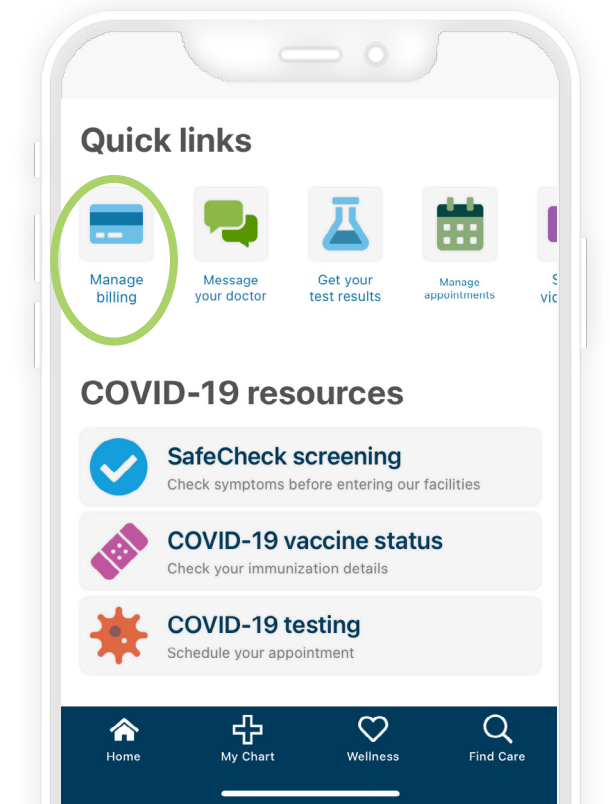 Quick links
Manage
billing
Message
your doctor
Get your
test results
Manage
appointments
S
vic
COVID-19 resources
SafeCheck screening
Check symptoms before entering our facilities
COVID-19 vaccine status
Check your immunization details
COVID-19 testing
Schedule your appointment
Home
My Chart
Wellness
Find Care